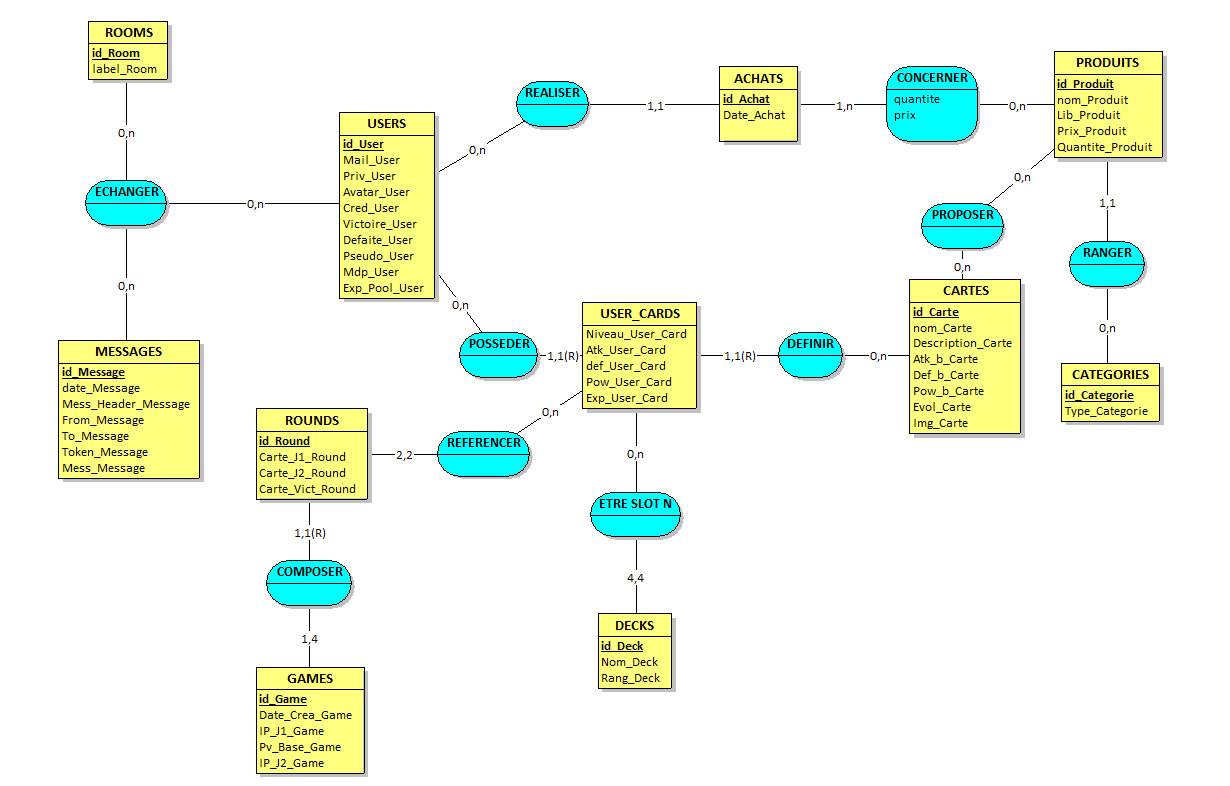 ROOMS
id_Room
label_Room
0,n
ECHANGER
0,n
0,n
MESSAGES
id_Message
date_Message
Mess_Header_Message
From_Message
To_Message
Token_Message
Mess_Message
USERS
id_User
Mail_User
Priv_User
Avatar_User
Cred_User
Victoire_User
Defaite_User
Pseudo_User
Mdp_User
Exp_Pool_User
0,n
REALISER
1,1
ACHATS
id_Achat
Date_Achat
1,n
CONCERNER
quantite
prix
0,n
PRODUITS
id_Produit
nom_Produit
Lib_Produit
Prix_Produit
Quantite_Produit
0,n
PROPOSER
0,n
1,1
RANGER
0,n
CATEGORIES
id_Categorie
Type_Categorie
CARTES
id_Carte
nom_Carte
Description_Carte
Atk_b_Carte
Def_b_Carte
Pow_b_Carte
Evol_Carte
Img_Carte
0,n
DEFINIR
1,1(R)
USER_CARDS
Niveau_User_Card
Atk_User_Card
def_User_Card
Pow_User_Card
Exp_User_Card
0,n
POSSEDER
1,1(R)
0,n
REFERENCER
2,2
ROUNDS
id_Round
Carte_J1_Round
Carte_J2_Round
Carte_Vict_Round
1,1(R)
COMPOSER
1,4
GAMES
id_Game
Date_Crea_Game
IP_J1_Game
Pv_Base_Game
IP_J2_Game
0,n
ETRE SLOT N
4,4
DECKS
id_Deck
Nom_Deck
Rang_Deck